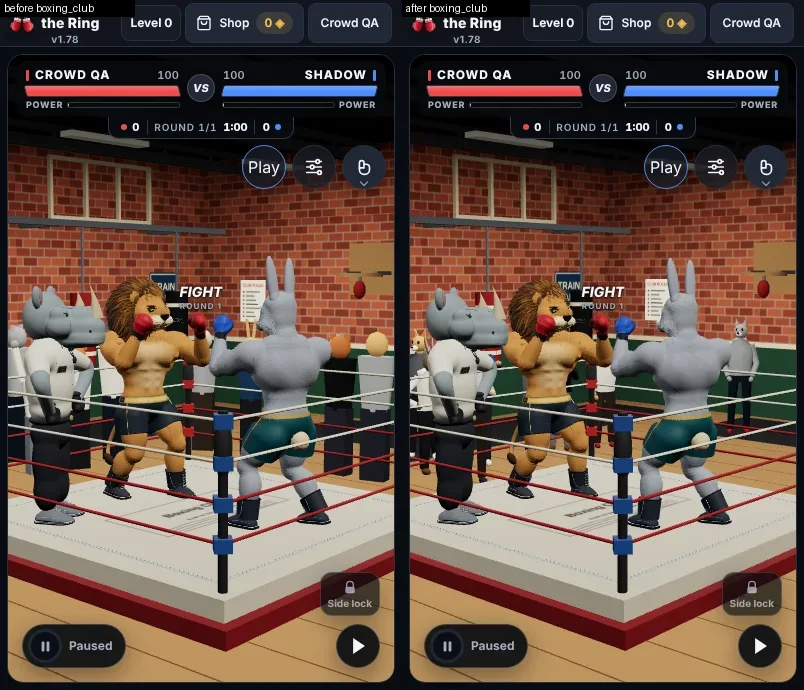 before boxing_club
the Ring
v1.78
Level 0
Shop
0
Crowd QA
CROWD QA
100
VS
100
SHADOW
POWER
POWER
0
ROUND 1/1
1:00
0
Play
TRAIN
FIGHT
ROUND 1
Side lock
Paused
after boxing_club
the Ring
v1.78
Level 0
Shop
0
Crowd QA
CROWD QA
100
VS
100
SHADOW
POWER
POWER
0
ROUND 1/1
1:00
0
Play
TRAIN
FIGHT
ROUND 1
Side lock
Paused